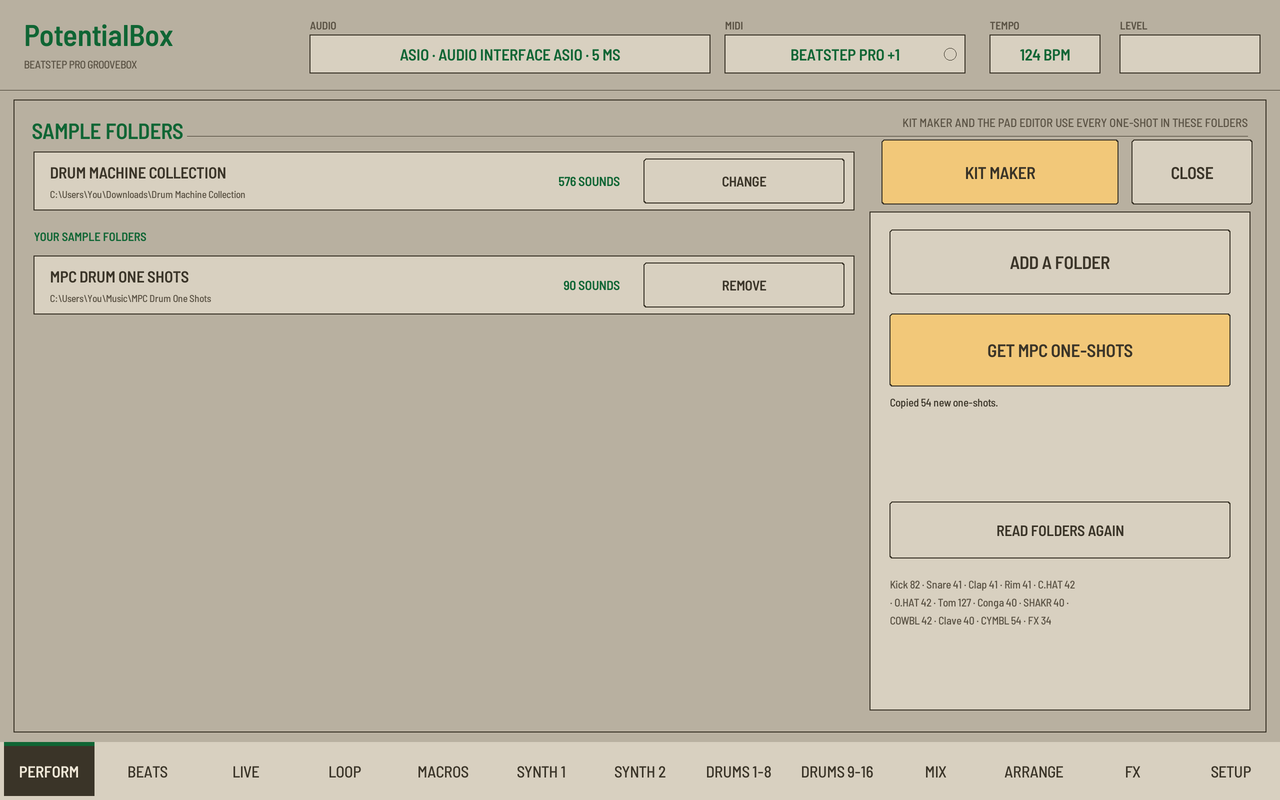 PotentialBox
BEATSTEP PRO GROOVEBOX
AUDIO
ASIO · AUDIO INTERFACE ASIO · 5 MS
MIDI
BEATSTEP PRO +1
TEMPO
124 BPM
LEVEL
SAMPLE FOLDERS
KIT MAKER AND THE PAD EDITOR USE EVERY ONE-SHOT IN THESE FOLDERS
DRUM MACHINE COLLECTION
C:\Users\You\Downloads\Drum Machine Collection
576 SOUNDS
CHANGE
KIT MAKER
CLOSE
YOUR SAMPLE FOLDERS
MPC DRUM ONE SHOTS
C:\Users\You\Music\MPC Drum One Shots
90 SOUNDS
REMOVE
ADD A FOLDER
GET MPC ONE-SHOTS
Copied 54 new one-shots.
READ FOLDERS AGAIN
Kick 82 · Snare 41 · Clap 41 · Rim 41 · C.HAT 42
· O.HAT 42 · Tom 127 · Conga 40 · SHAKR 40 ·
COWBL 42 · Clave 40 · CYMBL 54 · FX 34
PERFORM
BEATS
LIVE
LOOP
MACROS
SYNTH 1
SYNTH 2
DRUMS 1-8
DRUMS 9-16
MIX
ARRANGE
FX
SETUP